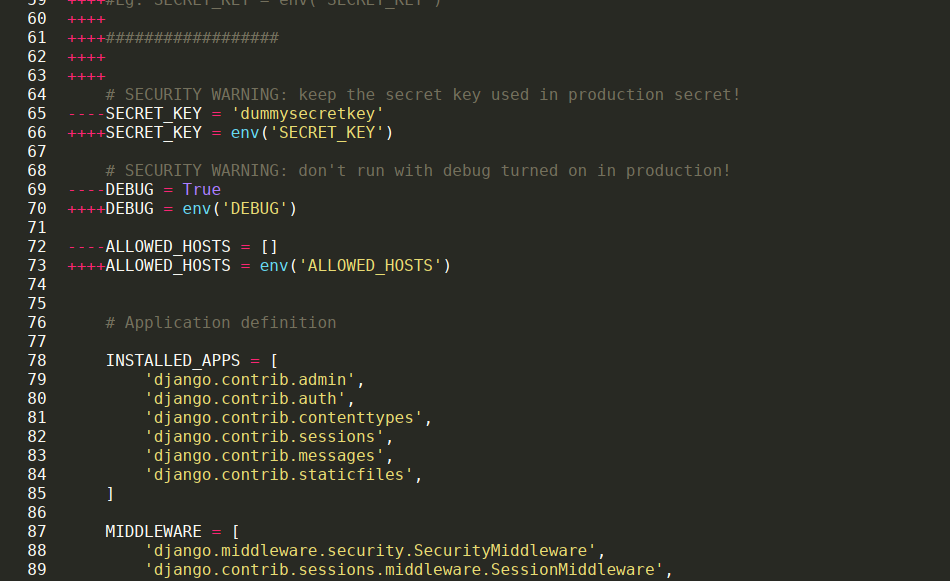 59 ++++#Eg: SECRET_KEY = env('SECRET_KEY')
60 ++++
61 ++++##################
62 ++++
63 ++++
64     # SECURITY WARNING: keep the secret key used in production secret!
65 ----SECRET_KEY = 'dummysecretkey'
66 ++++SECRET_KEY = env('SECRET_KEY')
67
68     # SECURITY WARNING: don't run with debug turned on in production!
69 ----DEBUG = True
70 ++++DEBUG = env('DEBUG')
71
72 ----ALLOWED_HOSTS = []
73 ++++ALLOWED_HOSTS = env('ALLOWED_HOSTS')
74
75
76     # Application definition
77
78     INSTALLED_APPS = [
79         'django.contrib.admin',
80         'django.contrib.auth',
81         'django.contrib.contenttypes',
82         'django.contrib.sessions',
83         'django.contrib.messages',
84         'django.contrib.staticfiles',
85     ]
86
87     MIDDLEWARE = [
88         'django.middleware.security.SecurityMiddleware',
89         'django.contrib.sessions.middleware.SessionMiddleware',